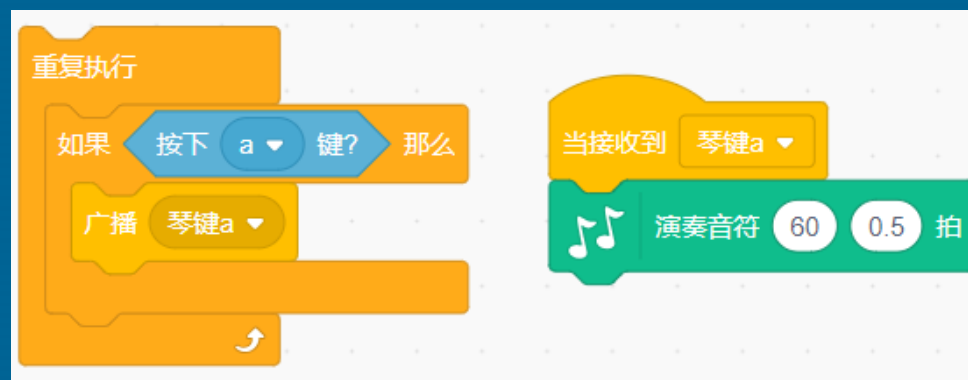 重复执行
如果 按下 a 键? 那么
广播 琴键a
当接收到 琴键a
演奏音符 60 0.5 拍